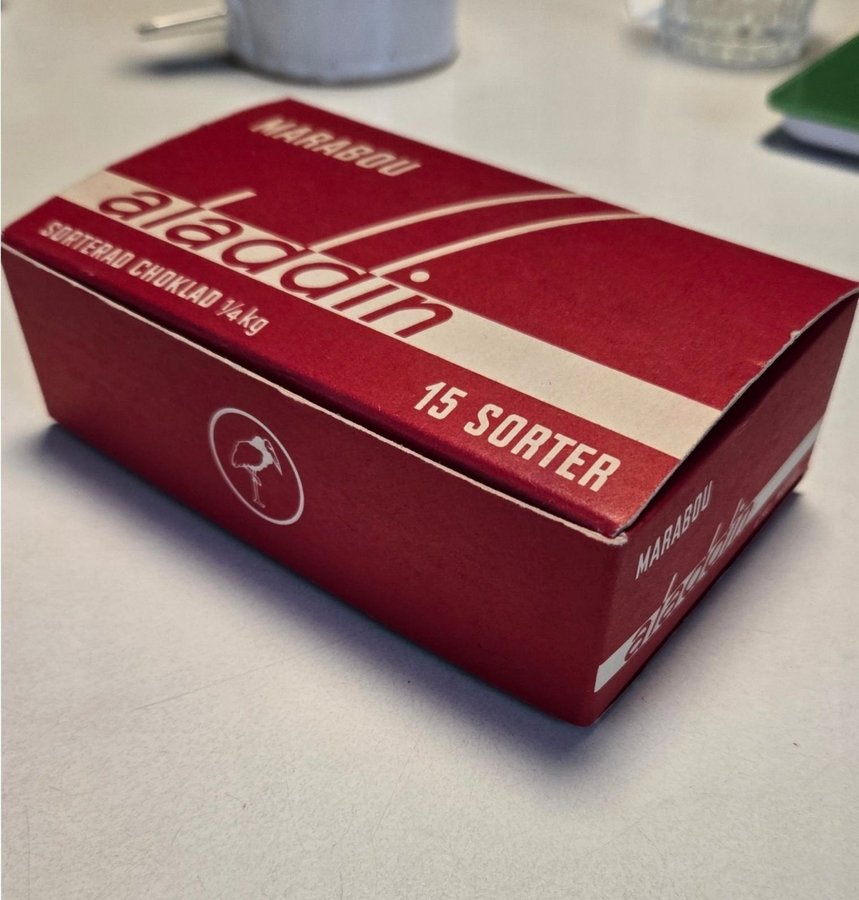 MARABOU
aladdin
SORTERAD CHOKLAD 1/4 kg
15 SORTER
MARABOU
aladdin